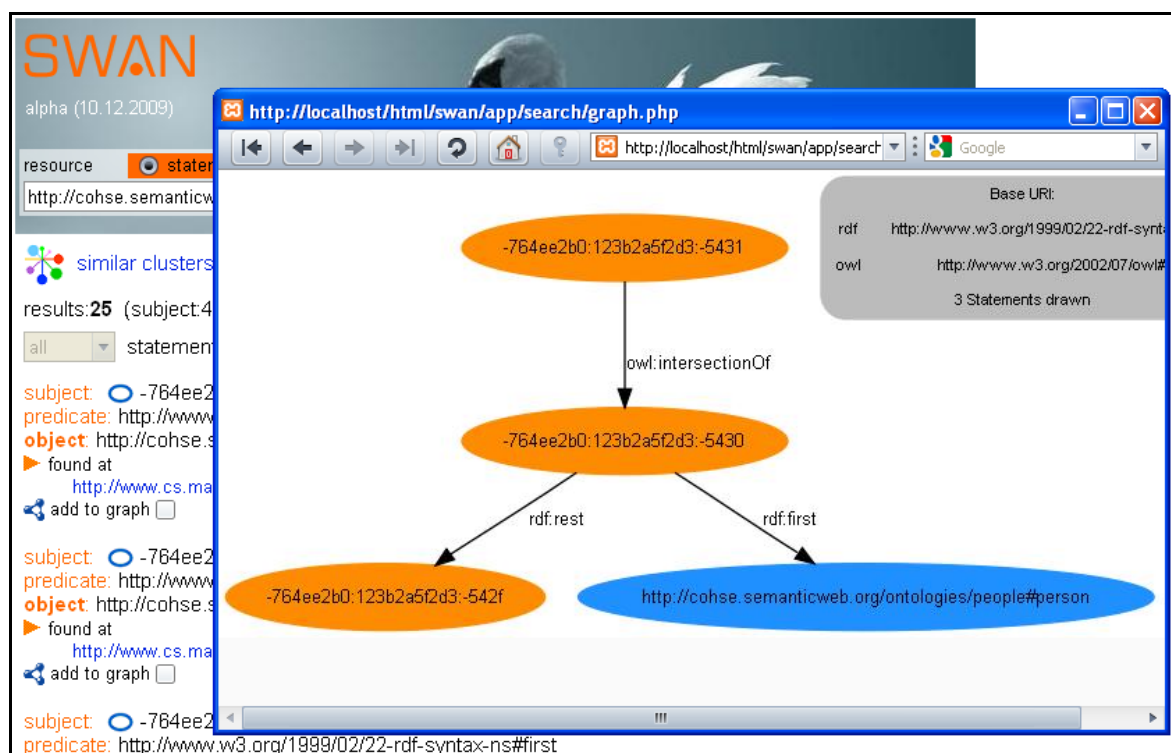 SWAN
alpha (10.12.2009)
resource
stater
http://cohse.semanticw
similar clusters
results:25 (subject:4
all statement
subject: -764ee2
predicate: http://www
object: http://cohse.s
found at
http://www.cs.ma
add to graph
subject: -764ee2
predicate: http://www
object: http://cohse.s
found at
http://www.cs.ma
add to graph
subject: -764ee2
predicate: http://www.w3.org/1999/02/22-rdf-syntax-ns#first
http://localhost/html/swan/app/search/graph.php
http://localhost/html/swan/app/search
Google
Base URI:
rdf http://www.w3.org/1999/02/22-rdf-synta
owl http://www.w3.org/2002/07/owl#
3 Statements drawn
-764ee2b0:123b2a5f2d3:-5431
owl:intersectionOf
-764ee2b0:123b2a5f2d3:-5430
rdf:rest
rdf:first
-764ee2b0:123b2a5f2d3:-542f
http://cohse.semanticweb.org/ontologies/people#person